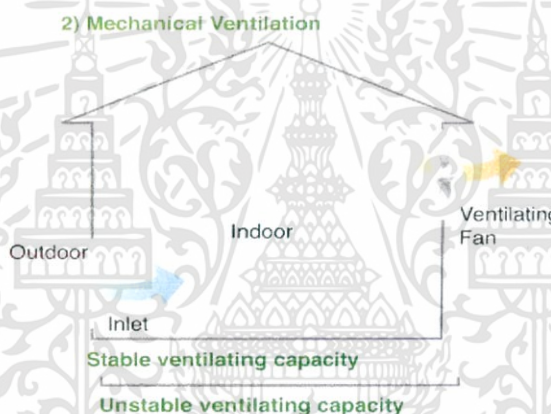 2) Mechanical Ventilation
Ventilating
Fan
Indoor
Outdoor
Inlet
Stable ventilating capacity
Unstable ventilating capacity